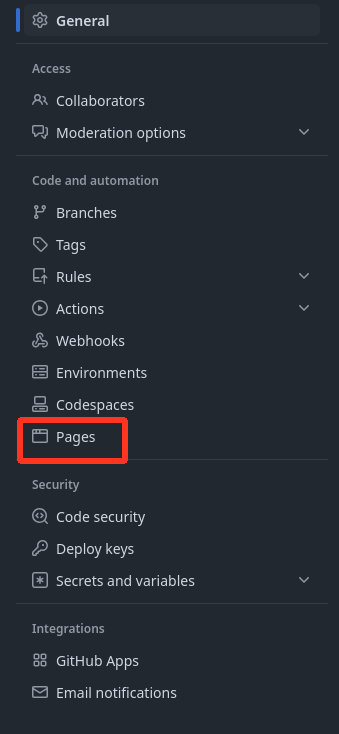 General
Access
Collaborators
Moderation options
Code and automation
Branches
Tags
Rules
Actions
Webhooks
Environments
Codespaces
Pages
Security
Code security
Deploy keys
Secrets and variables
Integrations
GitHub Apps
Email notifications